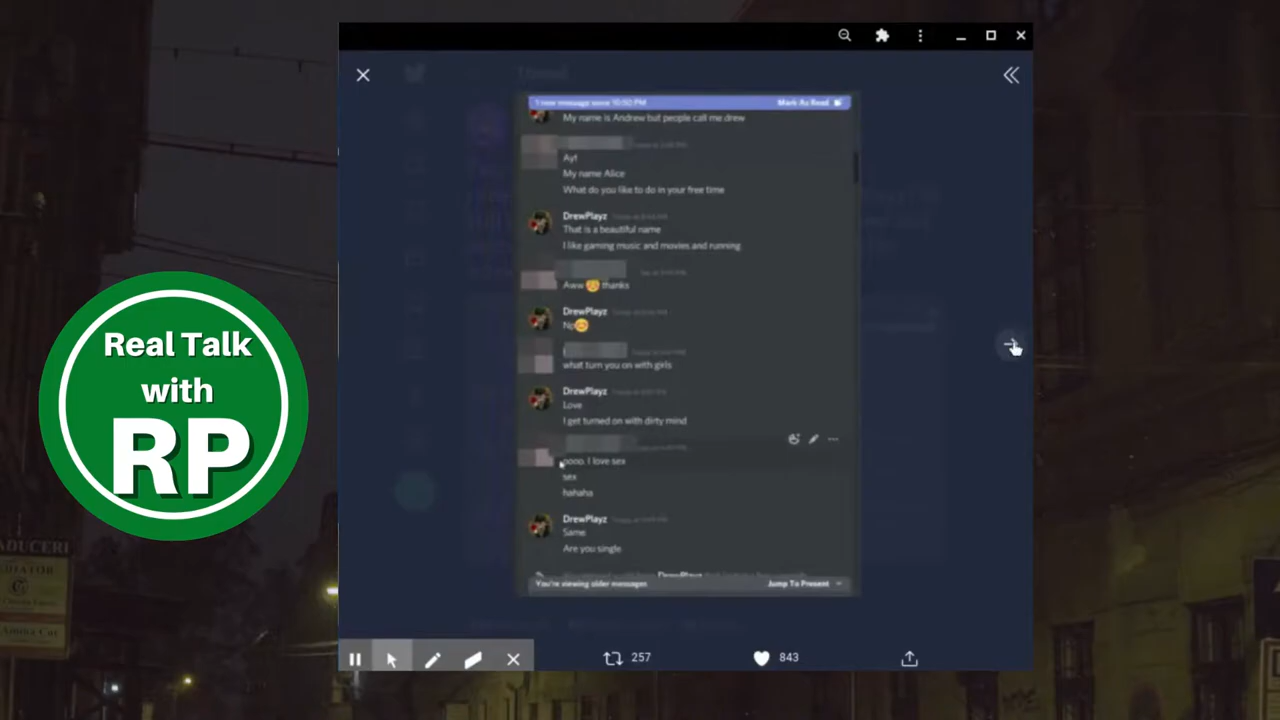 1 new message since 10:50 PM
Mark As Read
My name is Andrew but people call me drew
Ay!
My name Alice
What do you like to do in your free time
DrewPlayz
That is a beautiful name
I like gaming music and movies and running
Aww 😊 thanks
DrewPlayz
Np😊
what turn you on with girls
DrewPlayz
Love
I get turned on with dirty mind
oooo. I love sex
sex
hahaha
DrewPlayz
Same
Are you single
DrewPlayz
You're viewing older messages
Jump To Present
257
843
Real Talk
with
RP
ADUCERI